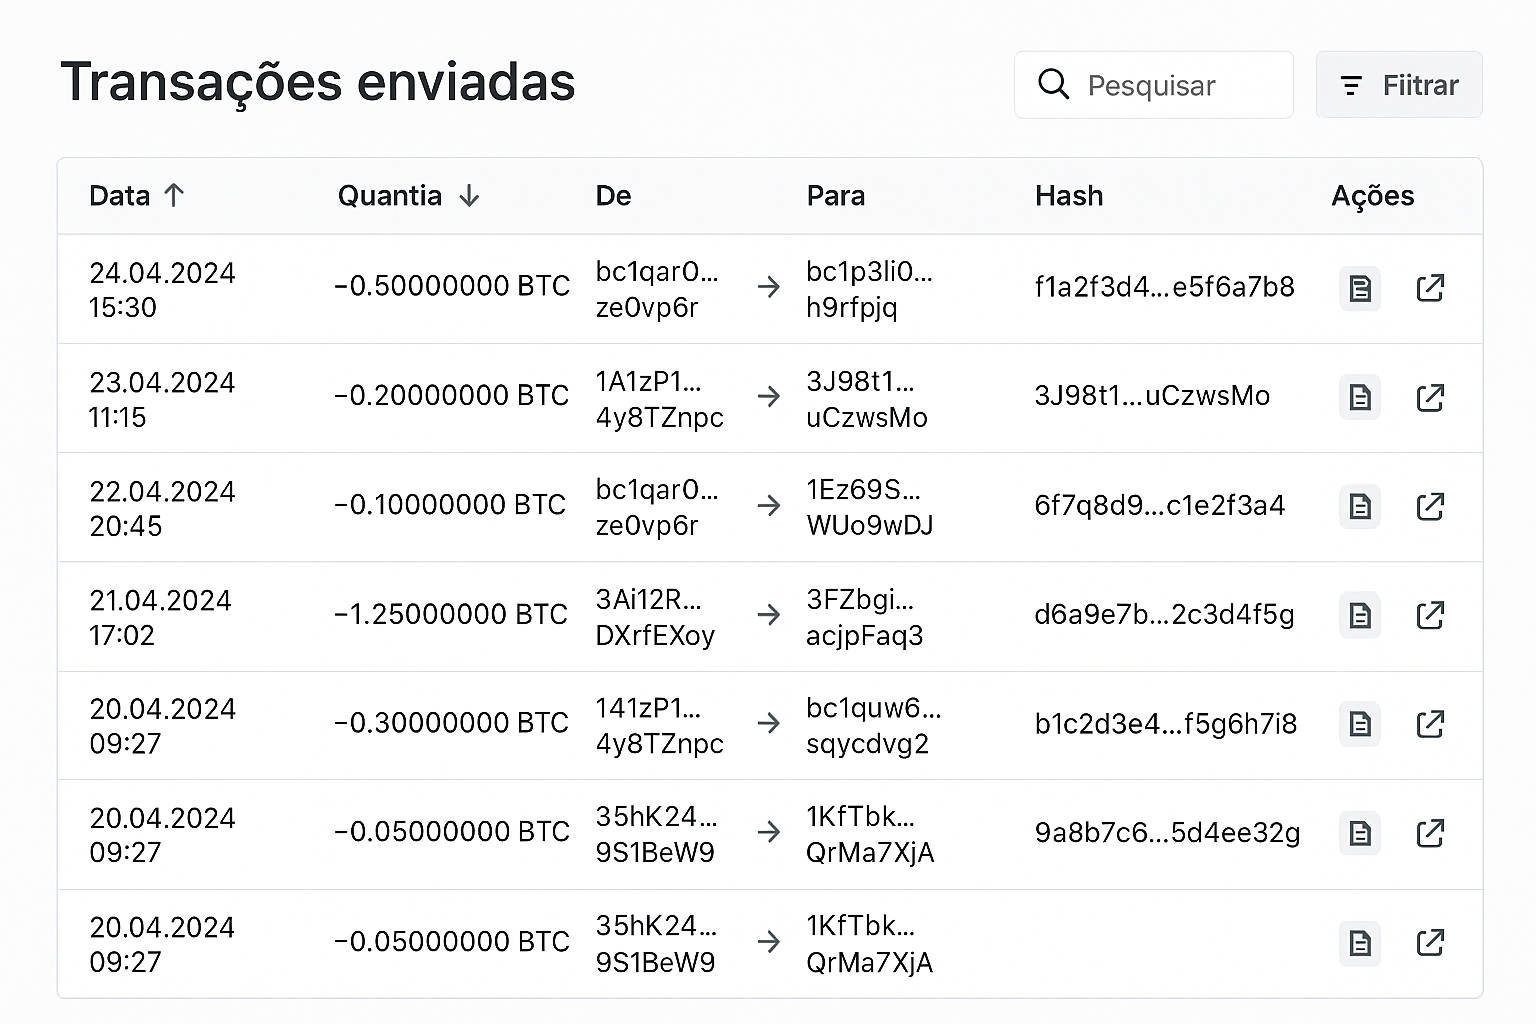 Transações enviadas
Pesquisar
Fiitrar
Data ↑ Quantia ↓ De Para Hash Ações
24.04.2024
15:30
−0.50000000 BTC
bc1qar0...
ze0vp6r
→
bc1p3li0...
h9rfpjq
f1a2f3d4...e5f6a7b8
23.04.2024
11:15
−0.20000000 BTC
1A1zP1...
4y8TZnpc
→
3J98t1...
uCzwsMo
3J98t1...uCzwsMo
22.04.2024
20:45
−0.10000000 BTC
bc1qar0...
ze0vp6r
→
1Ez69S...
WUo9wDJ
6f7q8d9...c1e2f3a4
21.04.2024
17:02
−1.25000000 BTC
3Ai12R...
DXrfEXoy
→
3FZbgi...
acjpFaq3
d6a9e7b...2c3d4f5g
20.04.2024
09:27
−0.30000000 BTC
141zP1...
4y8TZnpc
→
bc1quw6...
sqycdvg2
b1c2d3e4...f5g6h7i8
20.04.2024
09:27
−0.05000000 BTC
35hK24...
9S1BeW9
→
1KfTbk...
QrMa7XjA
9a8b7c6...5d4ee32g
20.04.2024
09:27
−0.05000000 BTC
35hK24...
9S1BeW9
→
1KfTbk...
QrMa7XjA